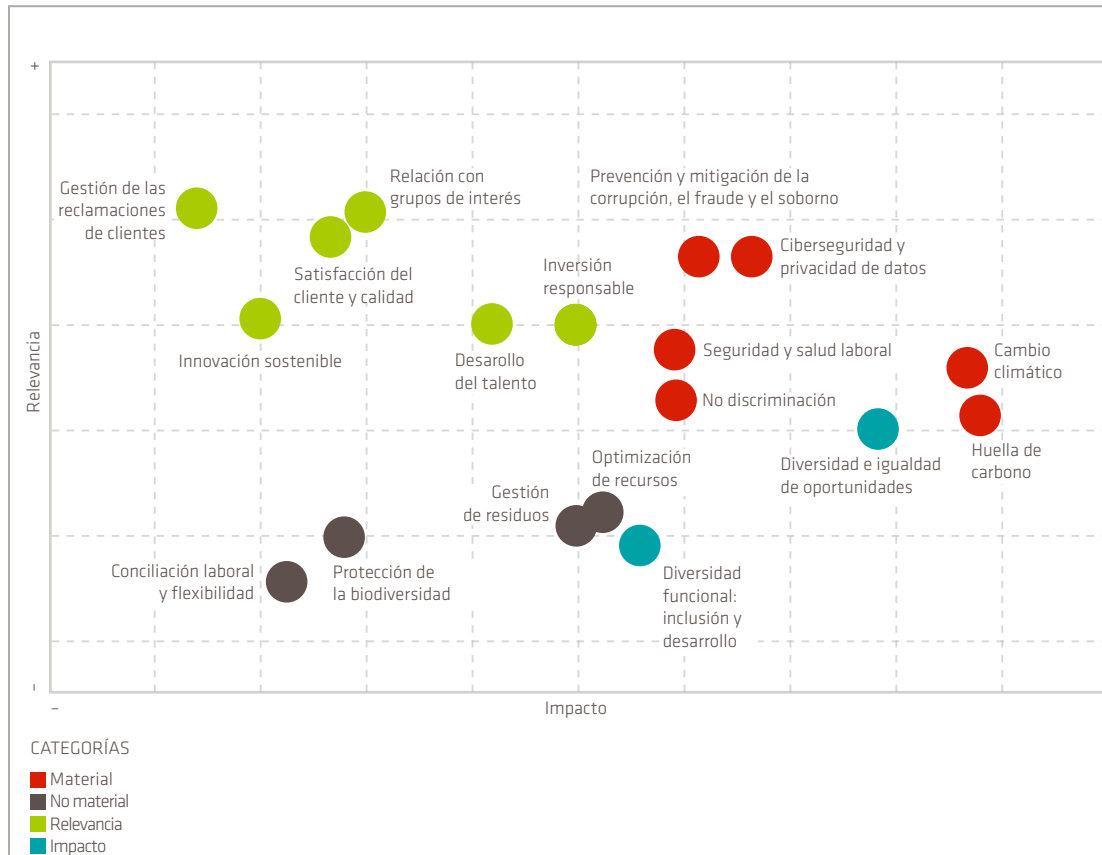 +
Gestión de las
reclamaciones
de clientes
Relación con
grupos de interés
Prevención y mitigación de la
corrupción, el fraude y el soborno
Satisfacción del
cliente y calidad
Inversión
responsable
Ciberseguridad y
privacidad de datos
Innovación sostenible
Desarollo
del talento
Seguridad y salud laboral
No discriminación
Cambio
climático
Huella de
carbono
Diversidad e igualdad
de oportunidades
Optimización
de recursos
Gestión
de residuos
Conciliación laboral
y flexibilidad
Protección de
la biodiversidad
Diversidad
funcional:
inclusión y
desarrollo
Relevancia
-
–
Impacto
CATEGORÍAS
Material
No material
Relevancia
Impacto